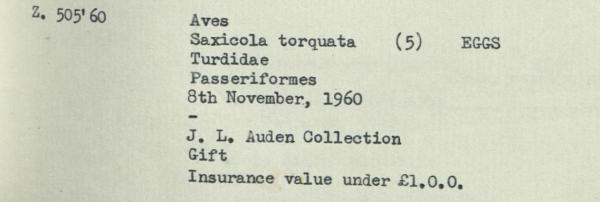 Z. 505'60
Aves
Saxicola torquata (5) EGGS
Turdidae
Passeriformes
8th November, 1960
-
J. L. Auden Collection
Gift
Insurance value under £1.0.0.